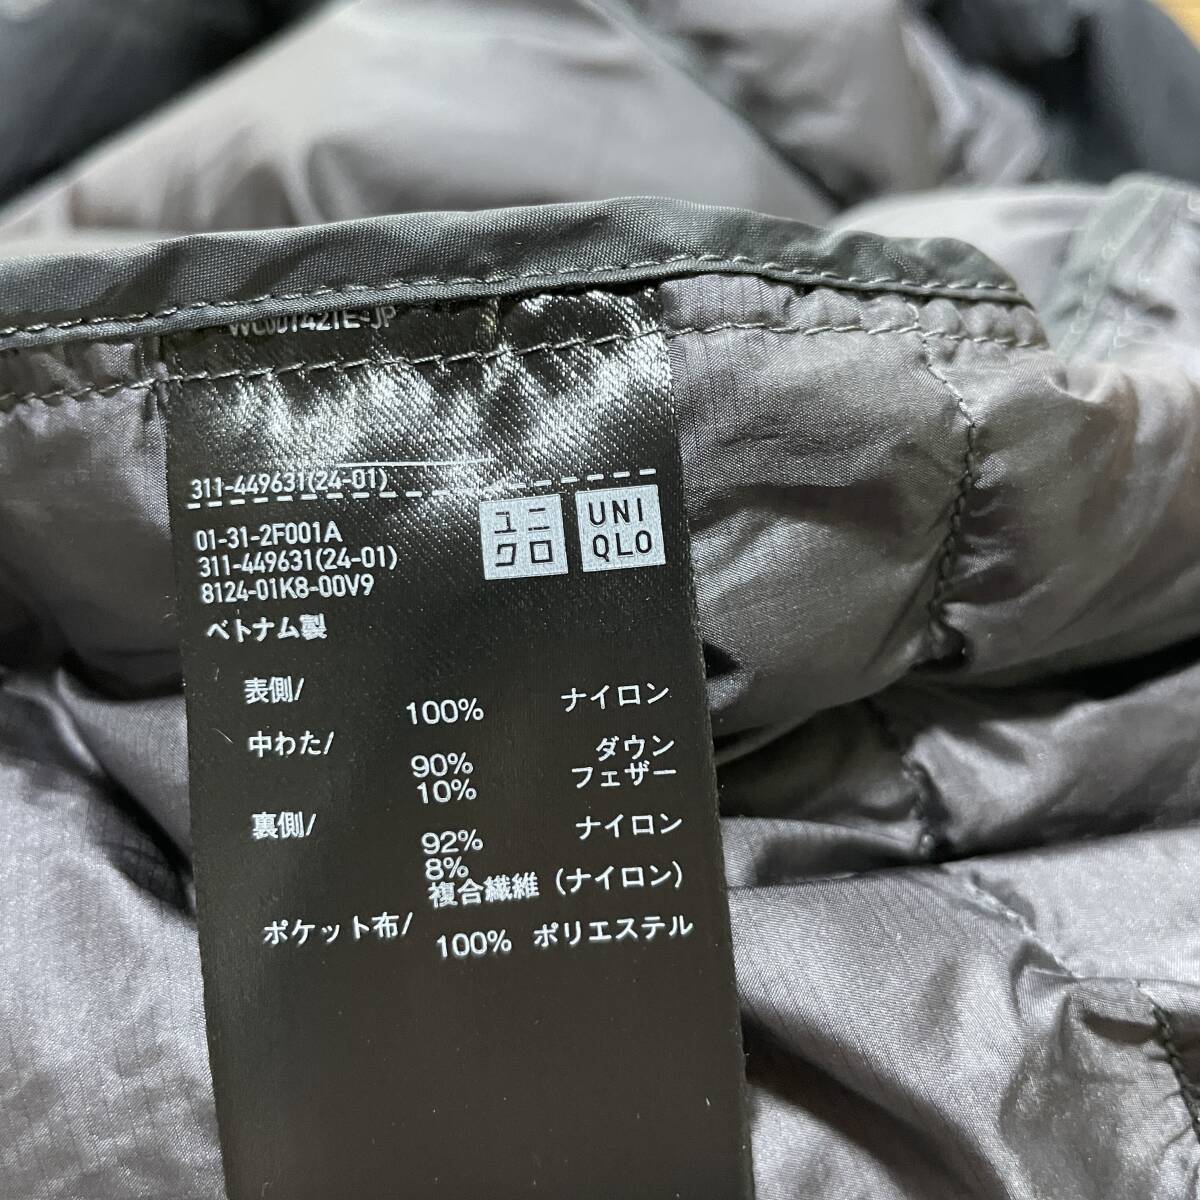 311-449631(24-01)
ユニ
クロ
UNI
QLO
01-31-2F001A
311-449631(24-01)
8124-01K8-00V9
ベトナム製
表側/
100% ナイロン
中わた/
90% ダウン
10% フェザー
裏側/
92% ナイロン
8%
複合繊維 (ナイロン)
ポケット布/
100% ポリエステル